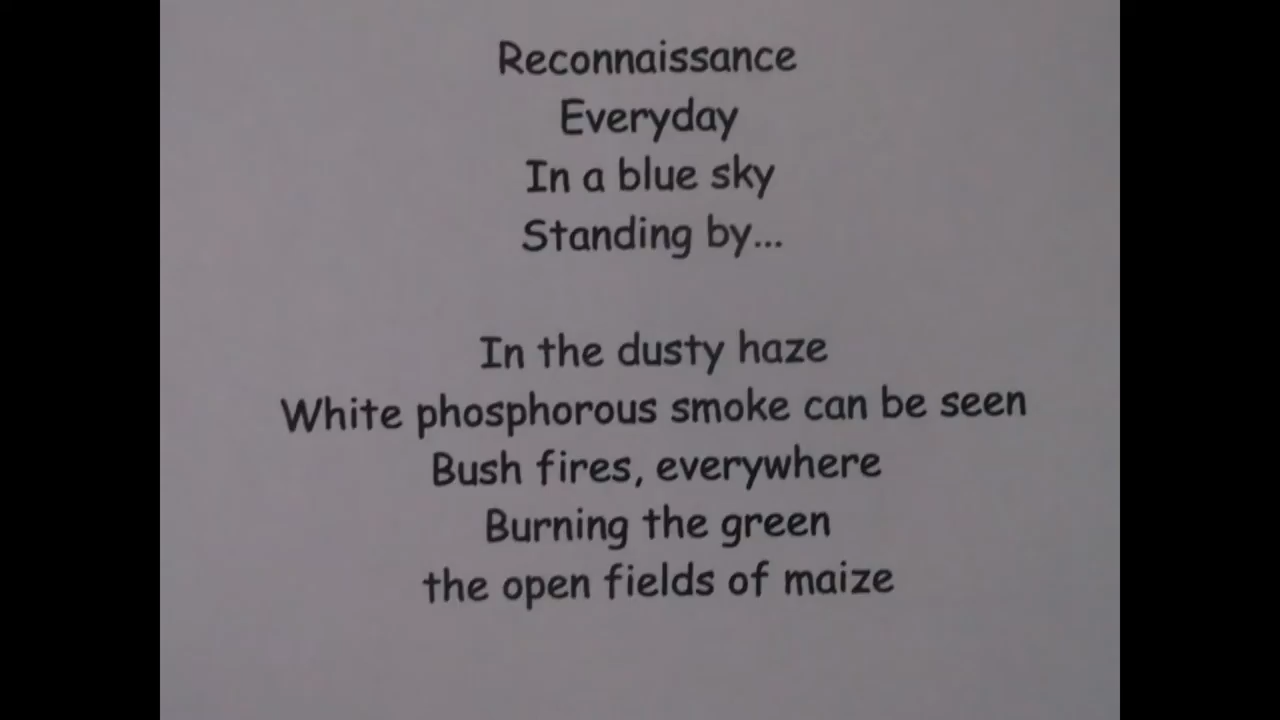 Reconnaissance
Everyday
In a blue sky
Standing by...
In the dusty haze
White phosphorous smoke can be seen
Bush fires, everywhere
Burning the green
the open fields of maize